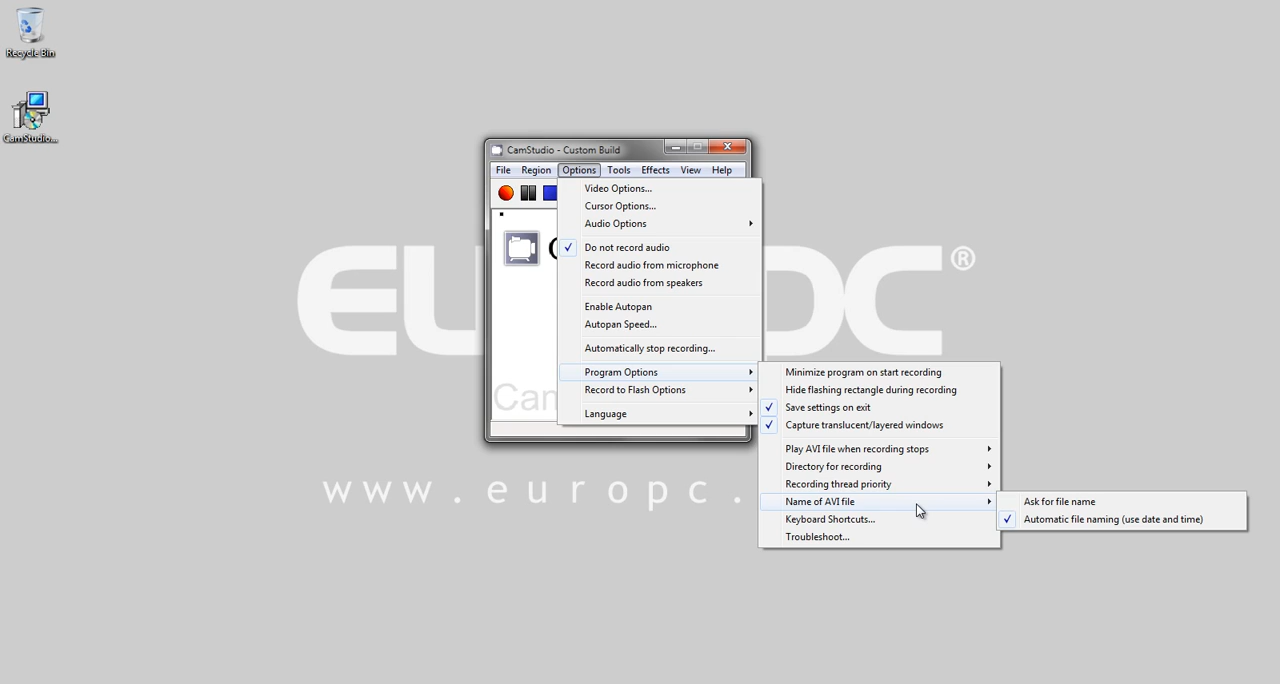 Recycle Bin
CamStudio...
CamStudio - Custom Build
File Region Options Tools Effects View Help
Video Options...
Cursor Options...
Audio Options
Do not record audio
Record audio from microphone
Record audio from speakers
Enable Autopan
Autopan Speed...
Automatically stop recording...
Program Options
Record to Flash Options
Language
Minimize program on start recording
Hide flashing rectangle during recording
Save settings on exit
Capture translucent/layered windows
Play AVI file when recording stops
Directory for recording
Recording thread priority
Name of AVI file
Keyboard Shortcuts...
Troubleshoot...
Ask for file name
Automatic file naming (use date and time)
www.europc.